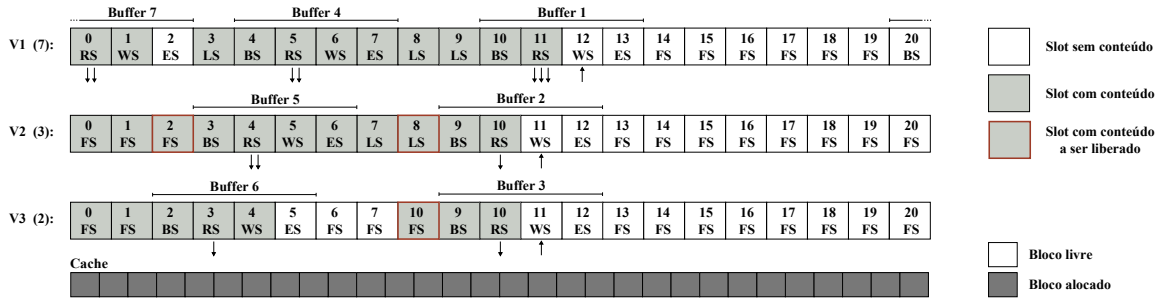 Buffer 7 Buffer 4 Buffer 1
V1 (7): 0 1 2 3 4 5 6 7 8 9 10 11 12 13 14 15 16 17 18 19 20
RS WS ES LS BS RS WS ES LS LS BS RS WS ES FS FS FS FS FS FS BS
Buffer 5 Buffer 2
V2 (3): 0 1 2 3 4 5 6 7 8 9 10 11 12 13 14 15 16 17 18 19 20
FS FS FS BS RS WS ES LS LS BS RS WS ES FS FS FS FS FS FS FS FS
Buffer 6 Buffer 3
V3 (2): 0 1 2 3 4 5 6 7 10 9 10 11 12 13 14 15 16 17 18 19 20
FS FS BS RS WS ES FS FS FS BS RS WS ES FS FS FS FS FS FS FS FS
Cache
Slot sem conteúdo
Slot com conteúdo
Slot com conteúdo
a ser liberado
Bloco livre
Bloco alocado